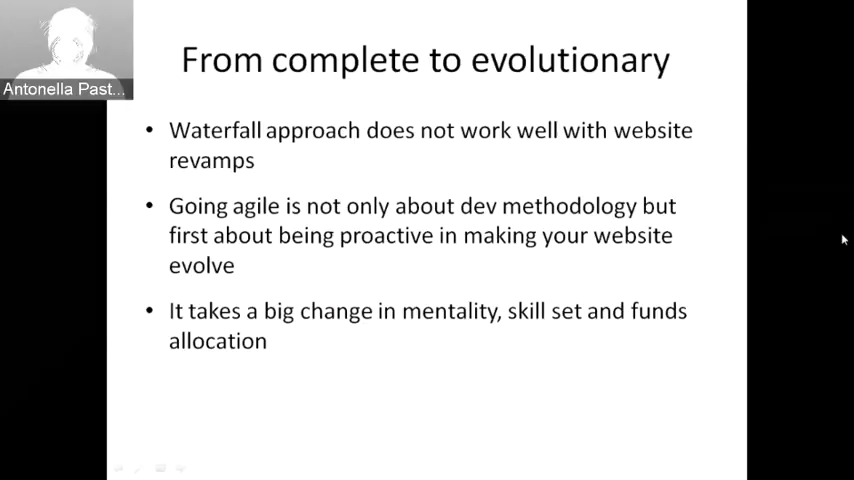 Antonella Past...
From complete to evolutionary
• Waterfall approach does not work well with website
revamps
• Going agile is not only about dev methodology but
first about being proactive in making your website
evolve
• It takes a big change in mentality, skill set and funds
allocation